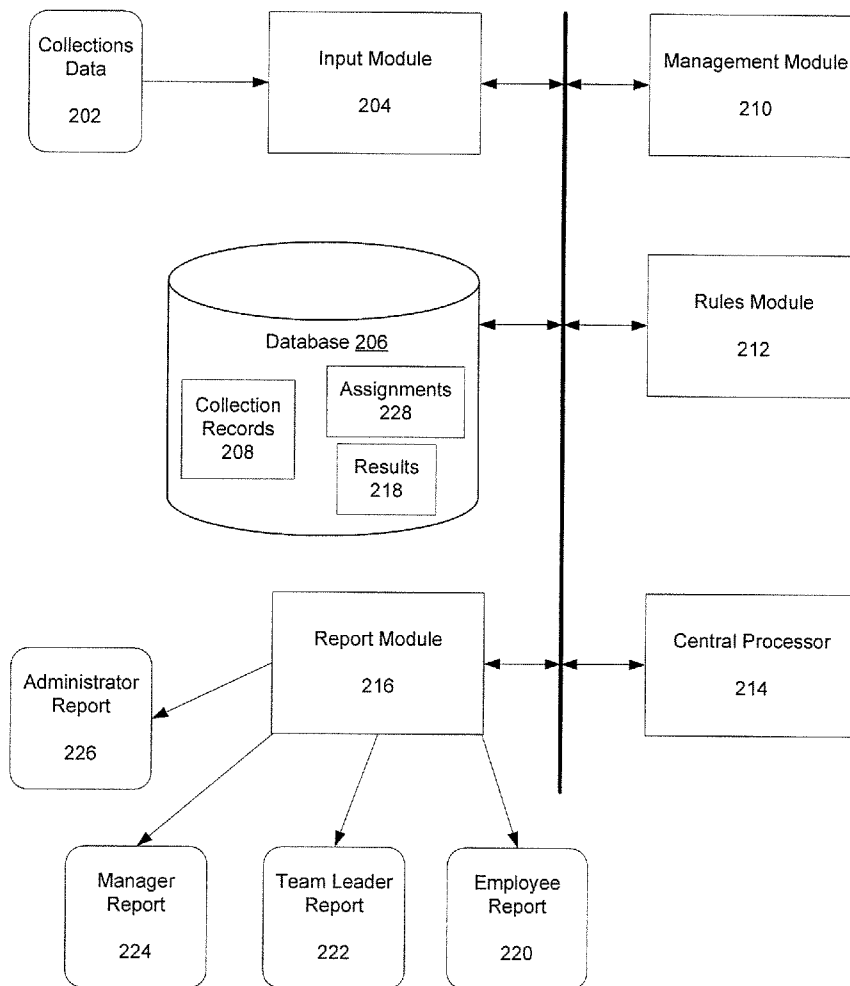 Collections
Data
202
Input Module
204
Management Module
210
Database 206
Collection
Records
208
Assignments
228
Results
218
Rules Module
212
Report Module
216
Central Processor
214
Administrator
Report
226
Manager
Report
224
Team Leader
Report
222
Employee
Report
220